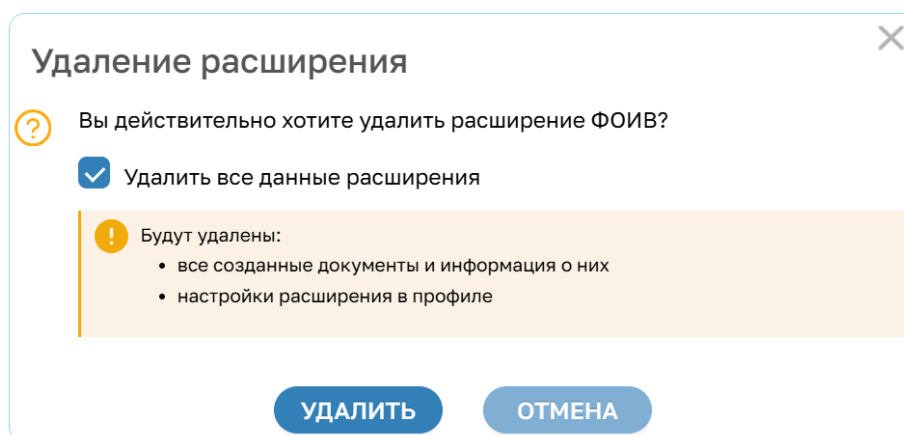 Удаление расширения
Вы действительно хотите удалить расширение ФОИВ?
Удалить все данные расширения
Будут удалены:
• все созданные документы и информация о них
• настройки расширения в профиле
УДАЛИТЬ ОТМЕНА